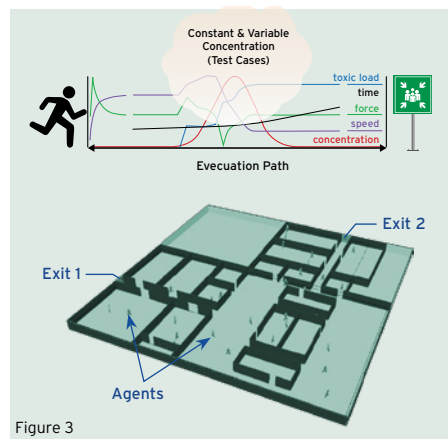 Constant & Variable
Concentration
(Test Cases)
toxic load
time
force
speed
concentration
Evecuation Path
Exit 2
Exit 1
Agents
Figure 3